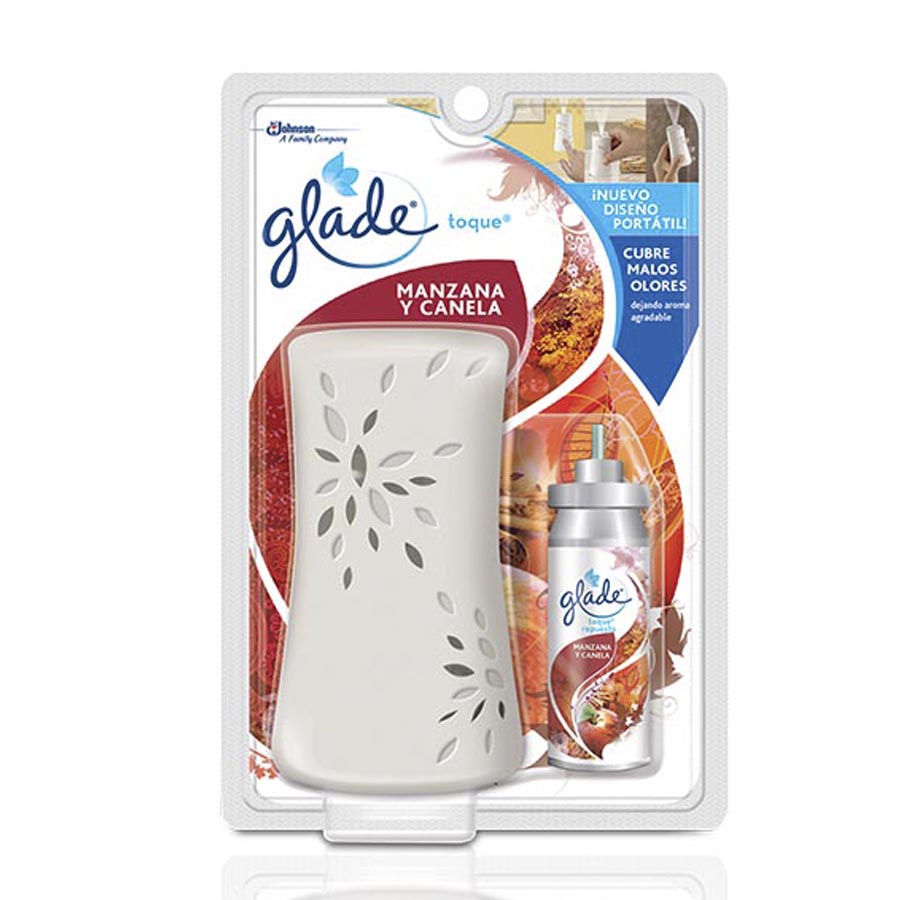 Johnson
A Family Company
glade®
toque®
MANZANA
Y CANELA
¡NUEVO
DISEÑO
PORTÁTIL!
CUBRE
MALOS
OLORES
dejando aroma
agradable
glade®
toque®
repuesto
MANZANA
Y CANELA